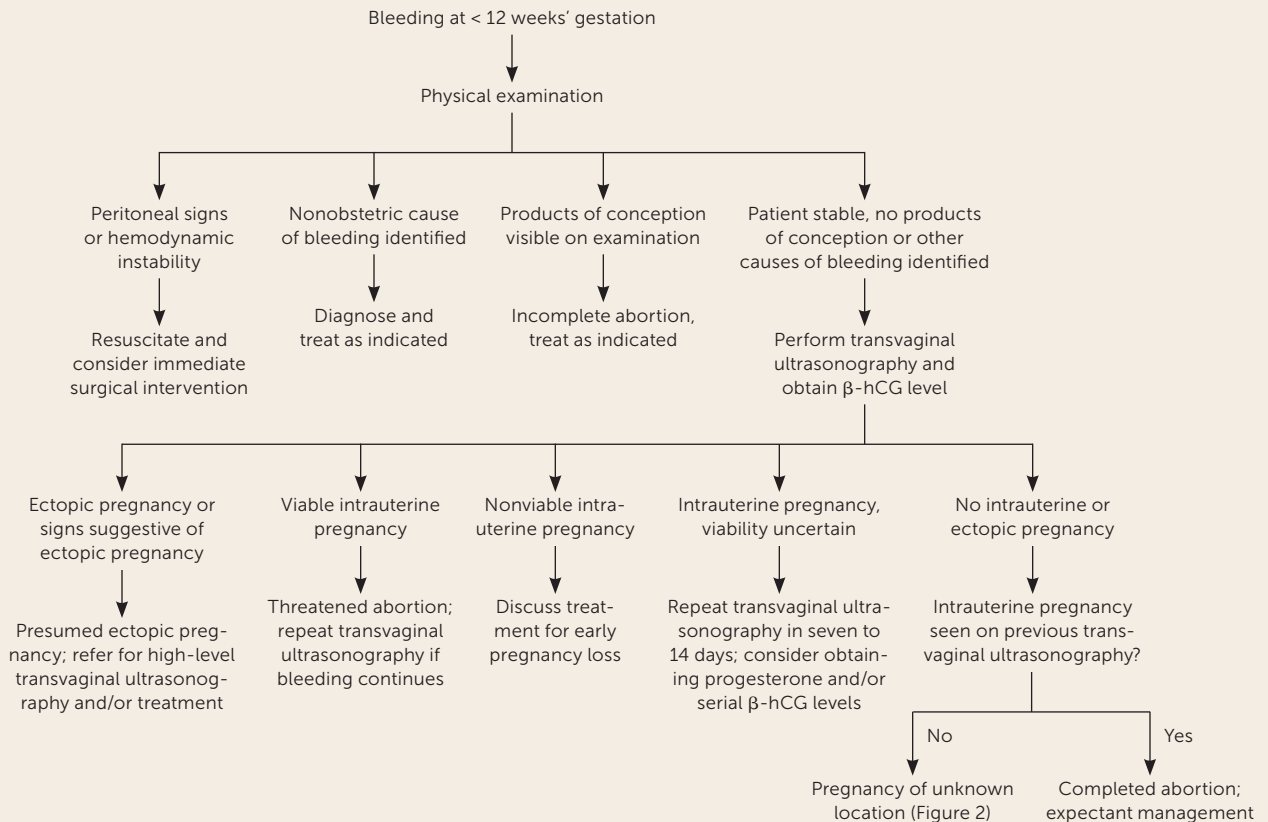 Bleeding at < 12 weeks’ gestation
Physical examination
Peritoneal signs
or hemodynamic
instability
Nonobstetric cause
of bleeding identified
Products of conception
visible on examination
Patient stable, no products
of conception or other
causes of bleeding identified
Resuscitate and
consider immediate
surgical intervention
Diagnose and
treat as indicated
Incomplete abortion,
treat as indicated
Perform transvaginal
ultrasonography and
obtain β-hCG level
Ectopic pregnancy or
signs suggestive of
ectopic pregnancy
Viable intrauterine
pregnancy
Nonviable intra-
uterine pregnancy
Intrauterine pregnancy,
viability uncertain
No intrauterine or
ectopic pregnancy
Presumed ectopic preg-
nancy; refer for high-level
transvaginal ultrasonog-
raphy and/or treatment
Threatened abortion;
repeat transvaginal
ultrasonography if
bleeding continues
Discuss treat-
ment for early
pregnancy loss
Repeat transvaginal ultra-
sonography in seven to
14 days; consider obtain-
ing progesterone and/or
serial β-hCG levels
Intrauterine pregnancy
seen on previous trans-
vaginal ultrasonography?
No
Yes
Pregnancy of unknown
location (Figure 2)
Completed abortion;
expectant management